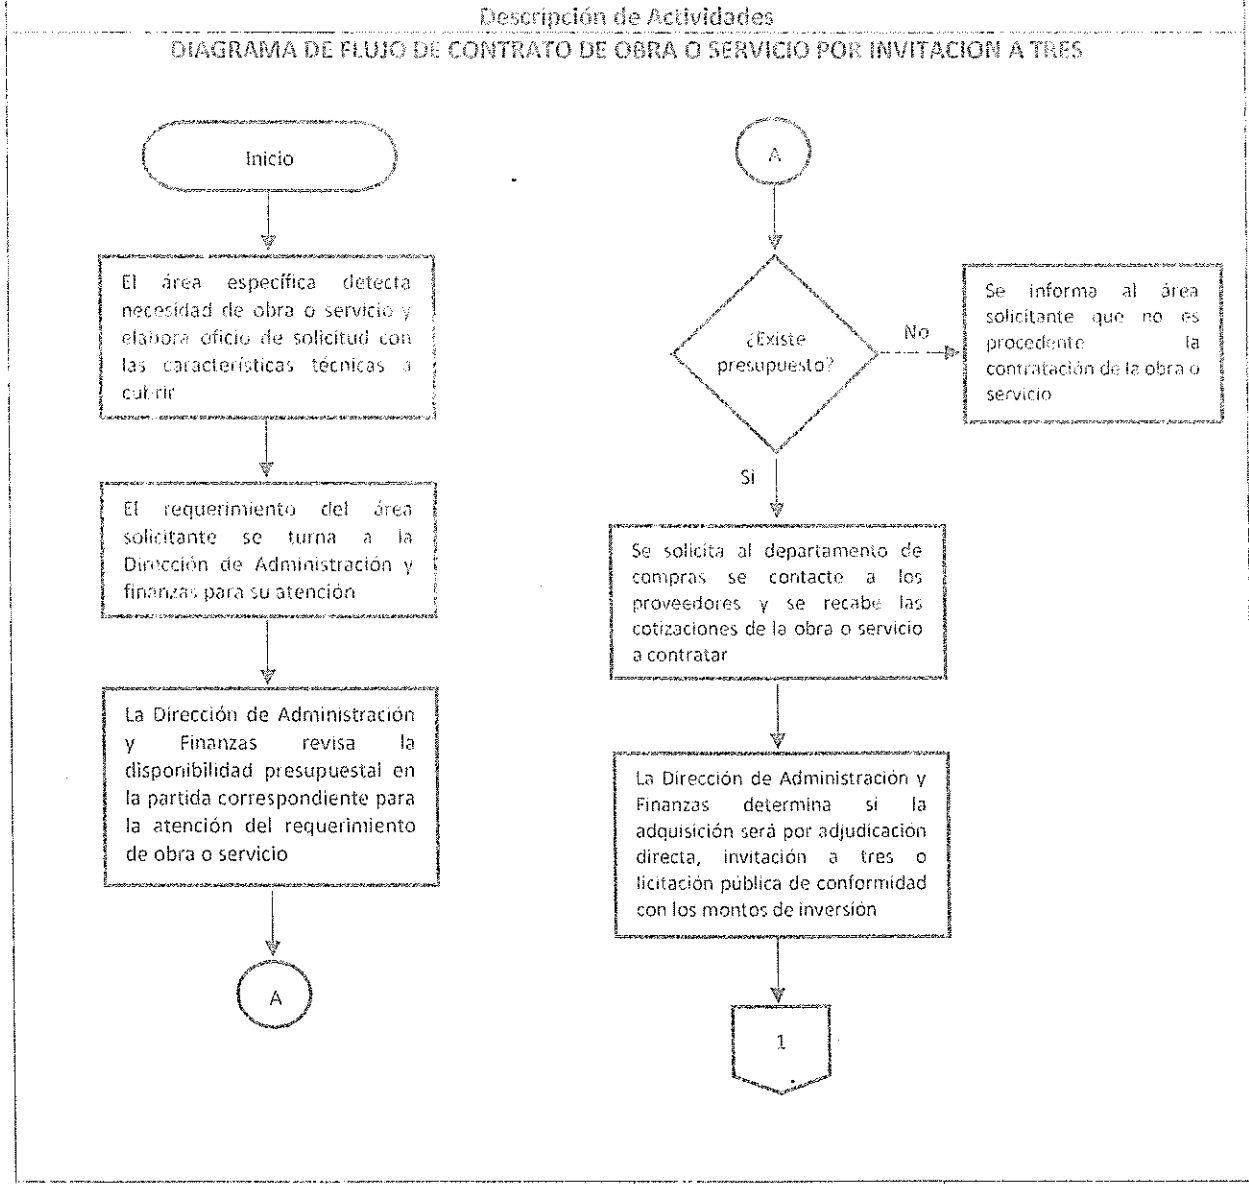 Descripción de Actividades
DIAGRAMA DE FLUJO DE CONTRATO DE OBRA O SERVICIO POR INVITACION A TRES
Inicio
El área específica detecta
necesidad de obra o servicio y
elabora oficio de solicitud con
las características técnicas a
cubrir
El requerimiento del área
solicitante se turna a la
Dirección de Administración y
finanzas para su atención
La Dirección de Administración
y Finanzas revisa la
disponibilidad presupuestal en
la partida correspondiente para
la atención del requerimiento
de obra o servicio
A
A
¿Existe
presupuesto?
No
Se informa al área
solicitante que no es
procedente la
contratación de la obra o
servicio
Si
Se solicita al departamento de
compras se contacte a los
proveedores y se recabe las
cotizaciones de la obra o servicio
a contratar
La Dirección de Administración y
Finanzas determina si la
adquisición será por adjudicación
directa, invitación a tres o
licitación pública de conformidad
con los montos de inversión
1